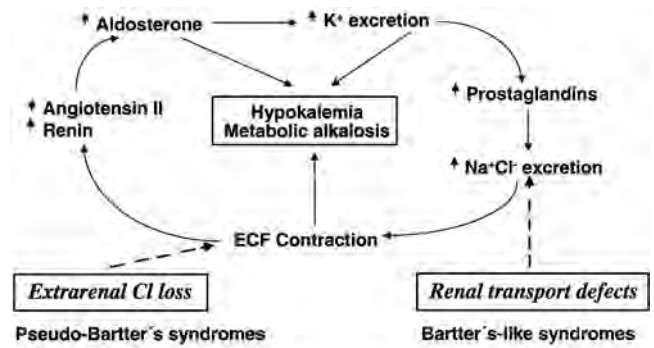 ↑ Aldosterone
↑ K⁺ excretion
↑ Angiotensin II
↑ Renin
Hypokalemia
Metabolic alkalosis
↑ Prostaglandins
↑ Na⁺Cl⁻ excretion
ECF Contraction
Extrarenal Cl loss
Renal transport defects
Pseudo-Bartter´s syndromes
Bartter´s-like syndromes